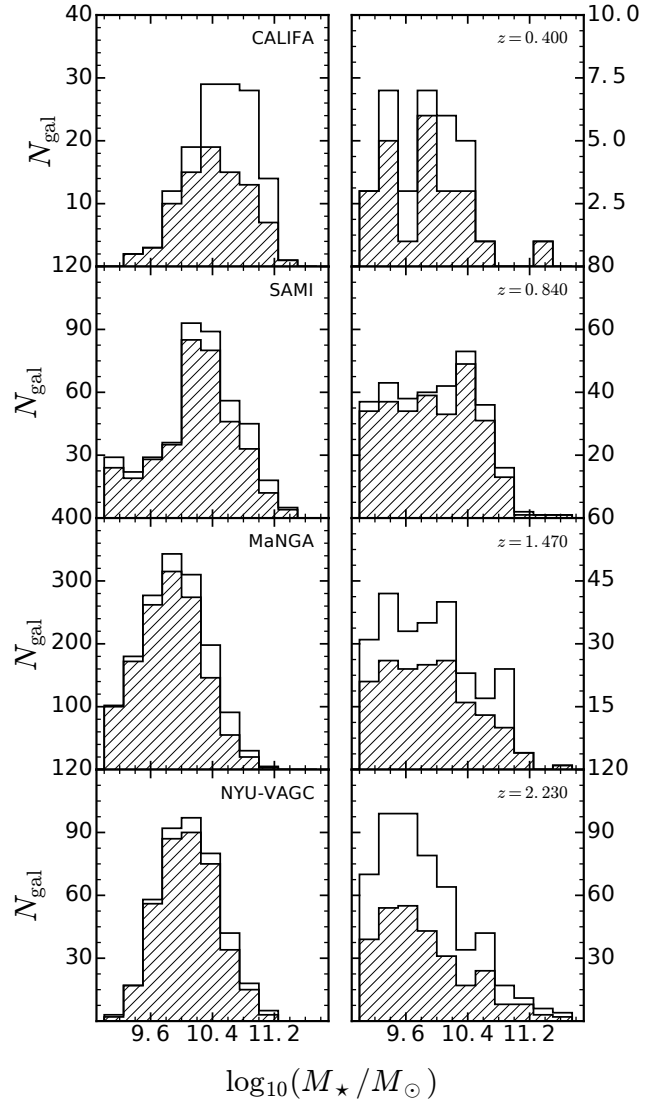 40 CALIFA z=0.400 10.0
30 7.5
N_gal 20 5.0
10 2.5
120 SAMI z=0.840 80
90 60
N_gal 60 40
30 20
400 MaNGA z=1.470 60
300 45
N_gal 200 30
100 15
120 NYU-VAGC z=2.230 120
90 90
N_gal 60 60
30 30
9.6 10.4 11.2 9.6 10.4 11.2
log₁₀(M⋆/M⊙)